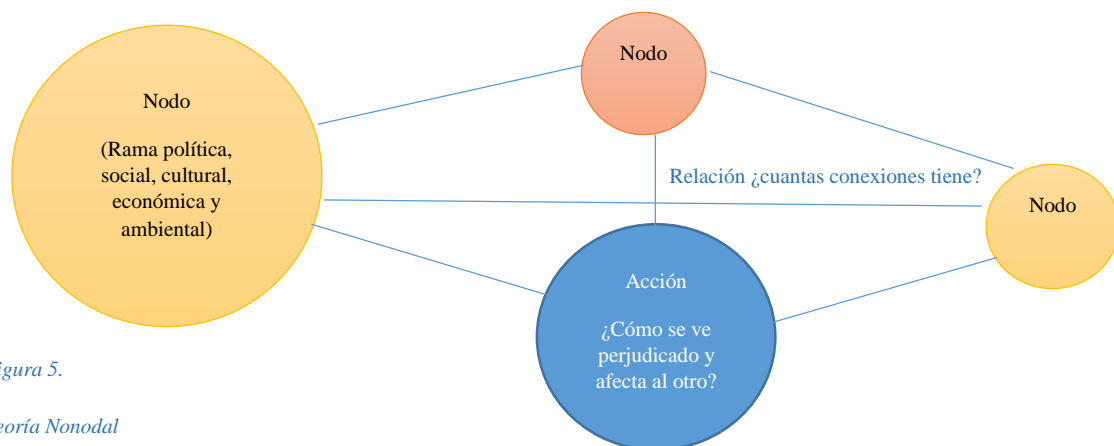 Nodo
(Rama política,
social, cultural,
económica y
ambiental)
Nodo
Relación ¿cuantas conexiones tiene?
Nodo
Acción
¿Cómo se ve
perjudicado y
afecta al otro?
igura 5.
eoría Nonodal